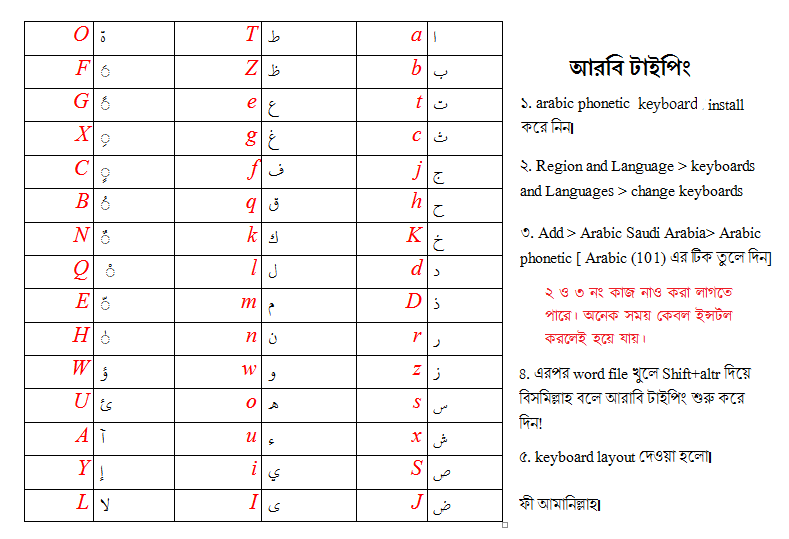 O ة T ط a ا
F َ Z ظ b ب
G ً e ع t ت
X ِ g غ c ث
C ٍ f ف j ج
B ُ q ق h ح
N ٌ k ك K خ
Q ْ l ل d د
E ّ m م D ذ
H ٰ n ن r ر
W ؤ w و z ز
U ئ o ه s س
A آ u ء x ش
Y إ i ي S ص
L لا I ى J ض
আরবি টাইপিং
১. arabic phonetic keyboard . install
করে নিন।
২. Region and Language > keyboards
and Languages > change keyboards
৩. Add > Arabic Saudi Arabia> Arabic
phonetic [ Arabic (101) এর টিক তুলে দিন]
২ ও ৩ নং কাজ নাও করা লাগতে
পারে। অনেক সময় কেবল ইন্সটল
করলেই হয়ে যায়।
৪. এরপর word file খুলে Shift+altr দিয়ে
বিসমিল্লাহ বলে আরাবি টাইপিং শুরু করে
দিন!
৫. keyboard layout দেওয়া হলো।
ফী আমানিল্লাহ।